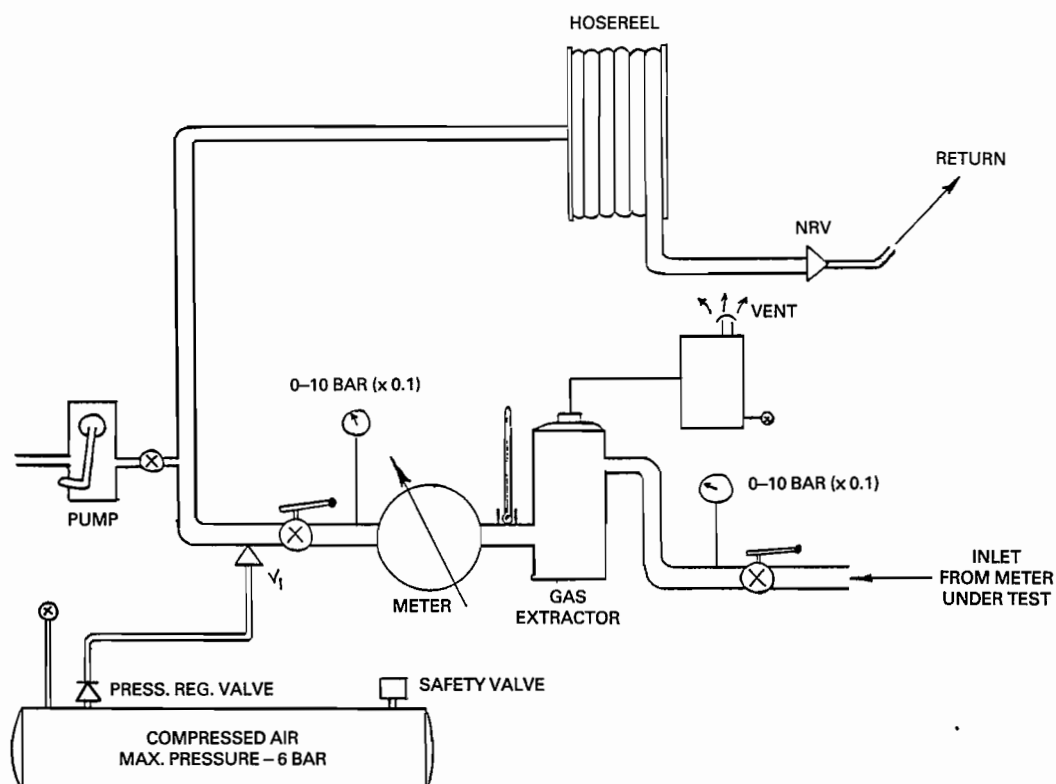 HOSEREEL
RETURN
NRV
VENT
0–10 BAR (x 0.1)
0–10 BAR (x 0.1)
PUMP
V1
METER
GAS
EXTRACTOR
INLET
FROM METER
UNDER TEST
PRESS. REG. VALVE
SAFETY VALVE
COMPRESSED AIR
MAX. PRESSURE – 6 BAR